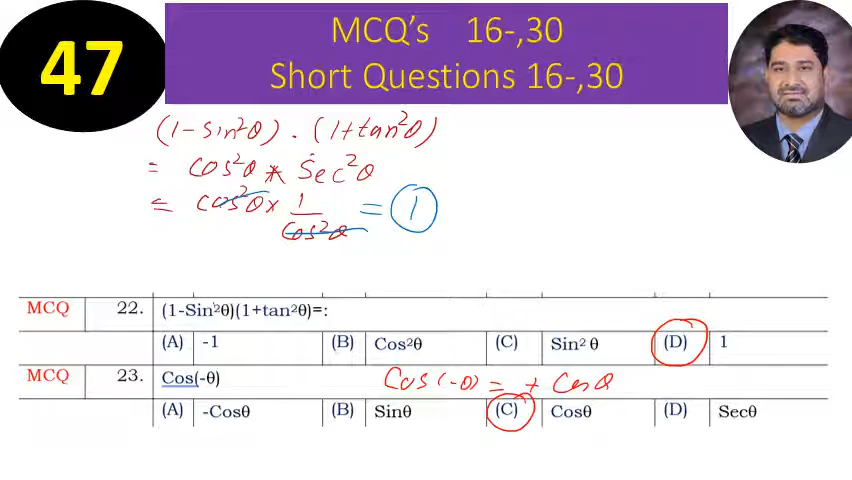 47
MCQ's 16-,30
Short Questions 16-,30
(1-Sin²θ) . (1+tan²θ)
= Cos²θ * Sec²θ
= Cos²θ × 1/Cos²θ = 1
MCQ 22. (1-Sin²θ)(1+tan²θ)=:
(A) -1 (B) Cos²θ (C) Sin² θ (D) 1
MCQ 23. Cos(-θ) Cos(-θ) = + Cosθ
(A) -Cosθ (B) Sinθ (C) Cosθ (D) Secθ